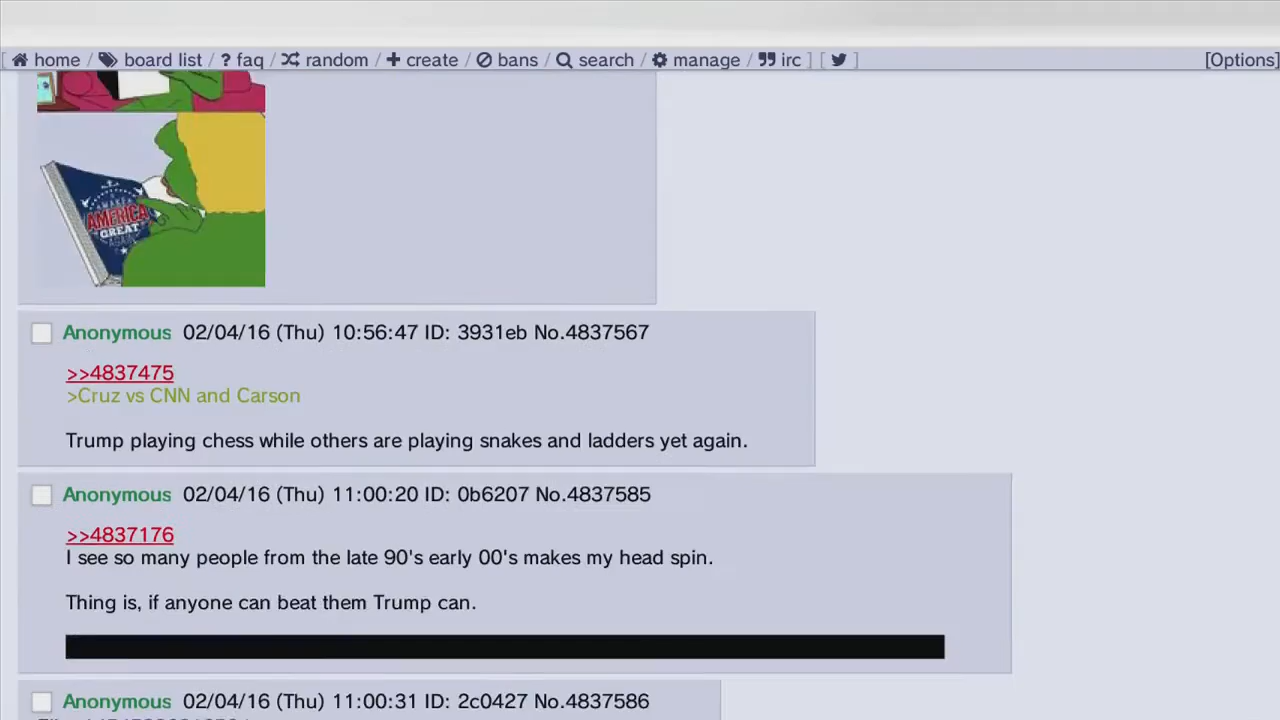 [ home / board list / ? faq / random / + create / bans / search / manage / irc ] [ ] [Options]
MAKE
AMERICA
GREAT
AGAIN
Anonymous 02/04/16 (Thu) 10:56:47 ID: 3931eb No.4837567
>>4837475
>Cruz vs CNN and Carson
Trump playing chess while others are playing snakes and ladders yet again.
Anonymous 02/04/16 (Thu) 11:00:20 ID: 0b6207 No.4837585
>>4837176
I see so many people from the late 90's early 00's makes my head spin.
Thing is, if anyone can beat them Trump can.
Anonymous 02/04/16 (Thu) 11:00:31 ID: 2c0427 No.4837586